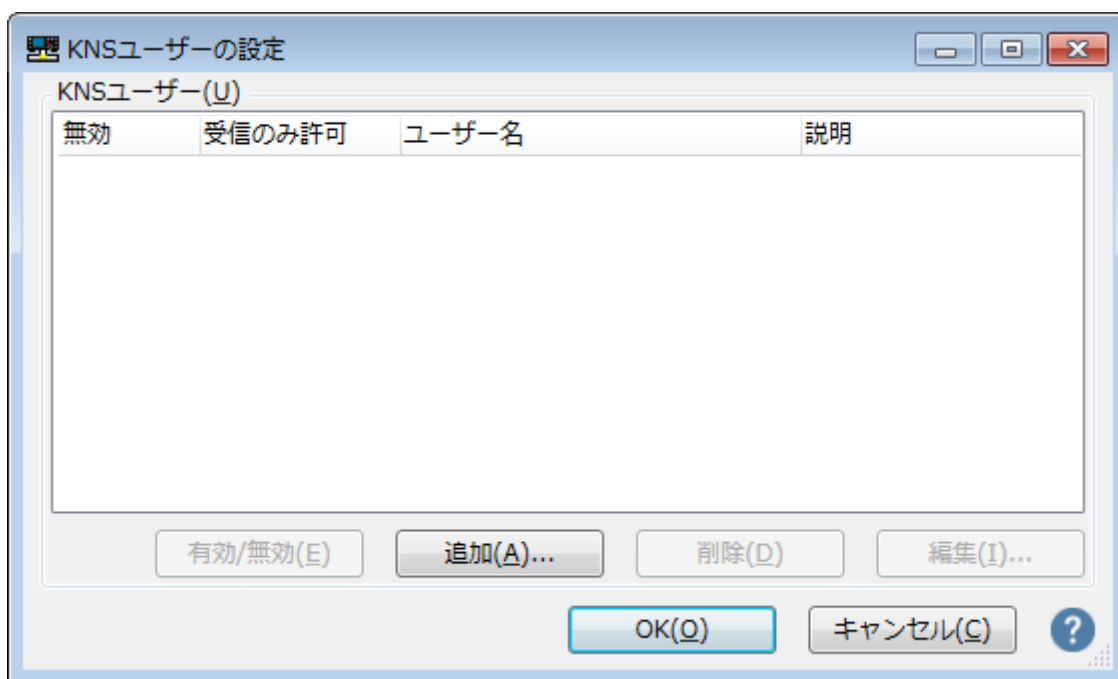 KNSユーザーの設定
KNSユーザー(U)
無効 受信のみ許可 ユーザー名 説明
有効/無効(E) 追加(A)... 削除(D) 編集(I)...
OK(O) キャンセル(C) ?